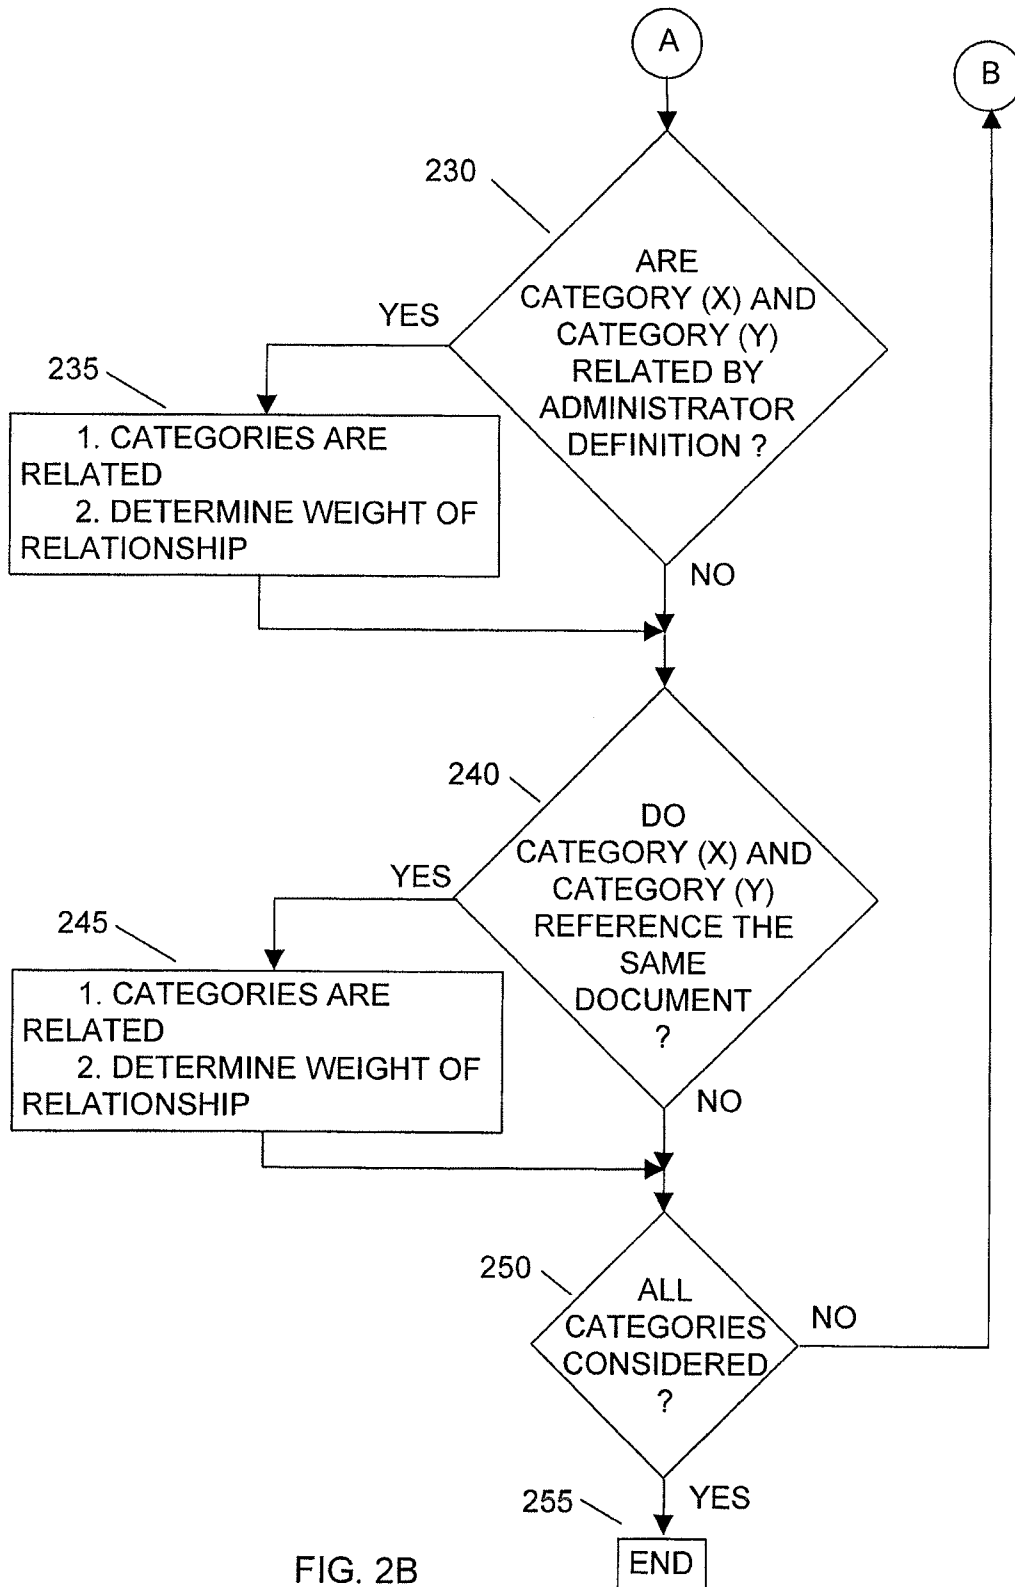 A
B
230
ARE
CATEGORY (X) AND
CATEGORY (Y)
RELATED BY
ADMINISTRATOR
DEFINITION ?
YES
235
1. CATEGORIES ARE
RELATED
2. DETERMINE WEIGHT OF
RELATIONSHIP
NO
240
DO
CATEGORY (X) AND
CATEGORY (Y)
REFERENCE THE
SAME
DOCUMENT
?
YES
245
1. CATEGORIES ARE
RELATED
2. DETERMINE WEIGHT OF
RELATIONSHIP
NO
250
ALL
CATEGORIES
CONSIDERED
?
NO
YES
255
END
FIG. 2B